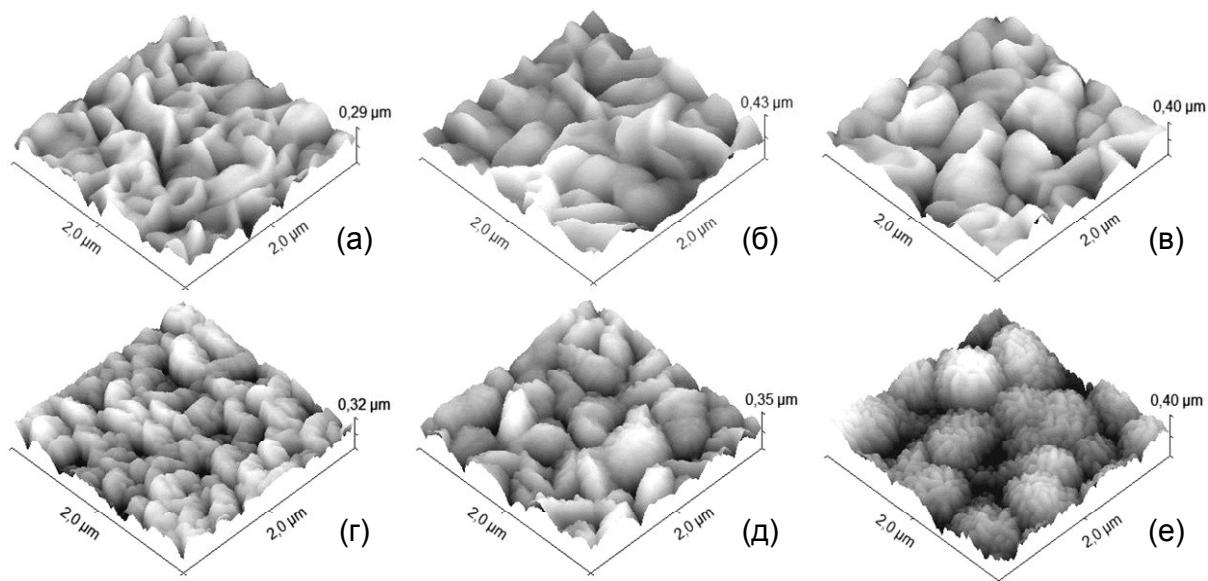 0,29 µm
2,0 µm
2,0 µm
(а)
0,43 µm
2,0 µm
2,0 µm
(б)
0,40 µm
2,0 µm
2,0 µm
(в)
0,32 µm
2,0 µm
2,0 µm
(г)
0,35 µm
2,0 µm
2,0 µm
(д)
0,40 µm
2,0 µm
2,0 µm
(е)